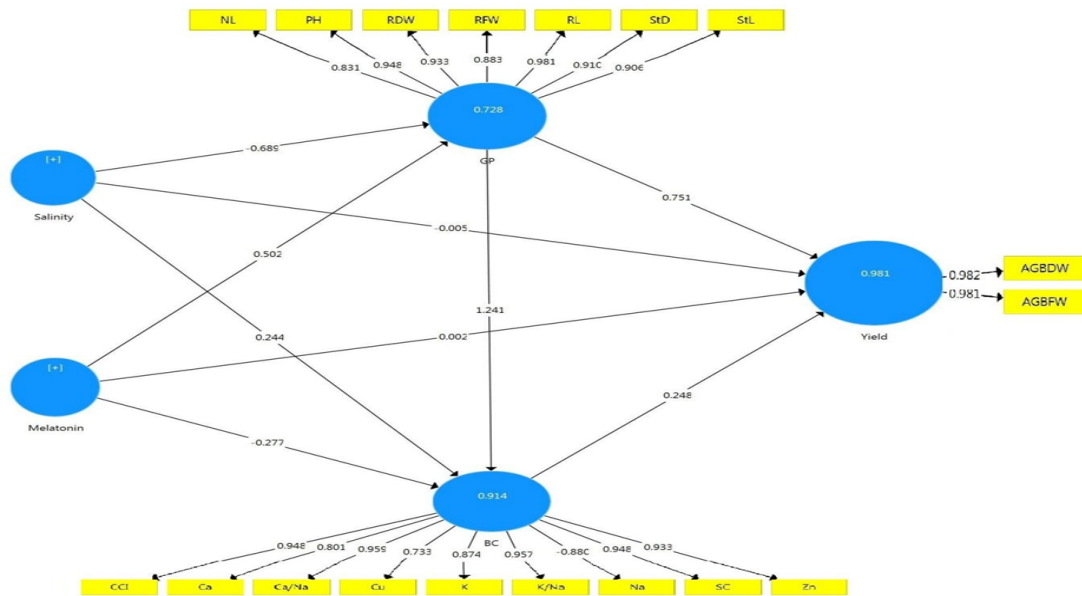 NL PH RDW RFW RL StD StL
0.831 0.948 0.933 0.883 0.981 0.910 0.906
0.728
GP
[+]
Salinity
-0.689
0.751
-0.005
0.502
0.981
0.982 AGBDW
0.981 AGBFW
Yield
1.241
0.244
0.002
[+]
Melatonin
0.248
-0.277
0.914
BC
0.948 0.801 0.959 0.733 0.874 0.957 -0.880 0.948 0.933
CCI Ca Ca/Na Cu K K/Na Na SC Zn